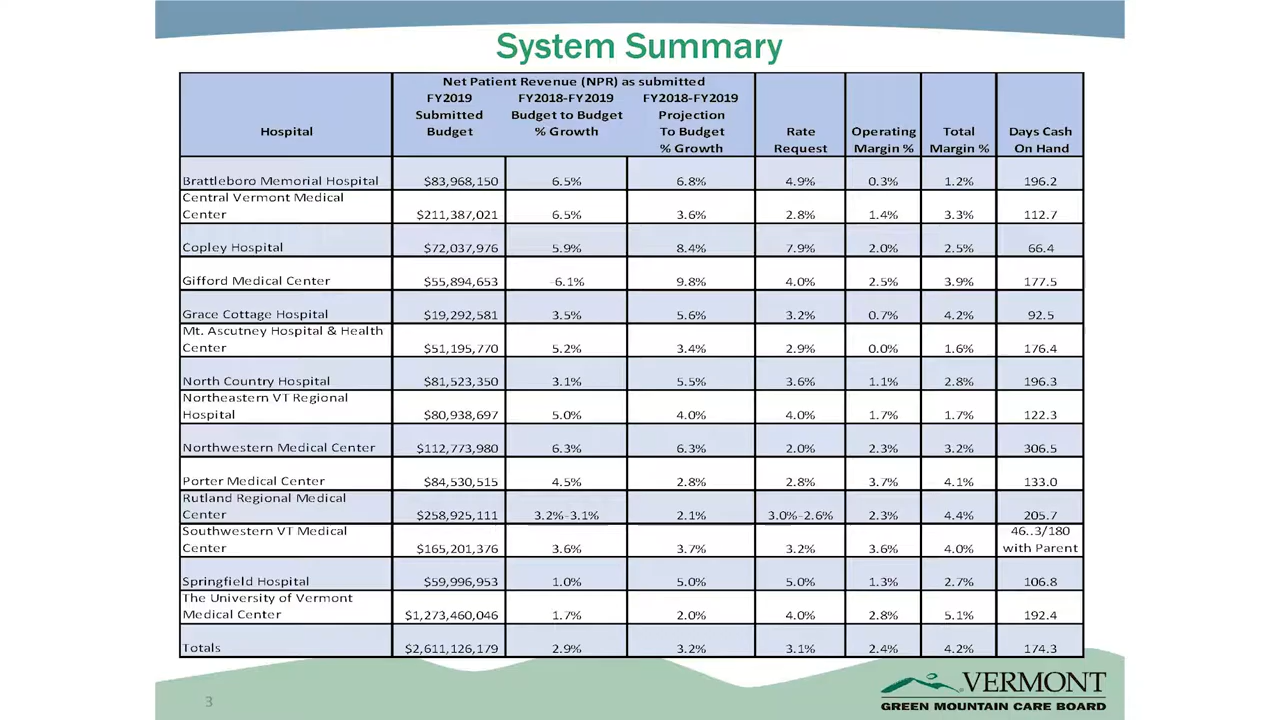 System Summary
Net Patient Revenue (NPR) as submitted
Hospital
FY2019 Submitted Budget
FY2018-FY2019 Budget to Budget % Growth
FY2018-FY2019 Projection To Budget % Growth
Rate Request
Operating Margin %
Total Margin %
Days Cash On Hand
Brattleboro Memorial Hospital $83,968,150 6.5% 6.8% 4.9% 0.3% 1.2% 196.2
Central Vermont Medical Center $211,387,021 6.5% 3.6% 2.8% 1.4% 3.3% 112.7
Copley Hospital $72,037,976 5.9% 8.4% 7.9% 2.0% 2.5% 66.4
Gifford Medical Center $55,894,653 -6.1% 9.8% 4.0% 2.5% 3.9% 177.5
Grace Cottage Hospital $19,292,581 3.5% 5.6% 3.2% 0.7% 4.2% 92.5
Mt. Ascutney Hospital & Health Center $51,195,770 5.2% 3.4% 2.9% 0.0% 1.6% 176.4
North Country Hospital $81,523,350 3.1% 5.5% 3.6% 1.1% 2.8% 196.3
Northeastern VT Regional Hospital $80,938,697 5.0% 4.0% 4.0% 1.7% 1.7% 122.3
Northwestern Medical Center $112,773,980 6.3% 6.3% 2.0% 2.3% 3.2% 306.5
Porter Medical Center $84,530,515 4.5% 2.8% 2.8% 3.7% 4.1% 133.0
Rutland Regional Medical Center $258,925,111 3.2%-3.1% 2.1% 3.0%-2.6% 2.3% 4.4% 205.7
Southwestern VT Medical Center $165,201,376 3.6% 3.7% 3.2% 3.6% 4.0% 46..3/180 with Parent
Springfield Hospital $59,996,953 1.0% 5.0% 5.0% 1.3% 2.7% 106.8
The University of Vermont Medical Center $1,273,460,046 1.7% 2.0% 4.0% 2.8% 5.1% 192.4
Totals $2,611,126,179 2.9% 3.2% 3.1% 2.4% 4.2% 174.3
3
VERMONT
GREEN MOUNTAIN CARE BOARD